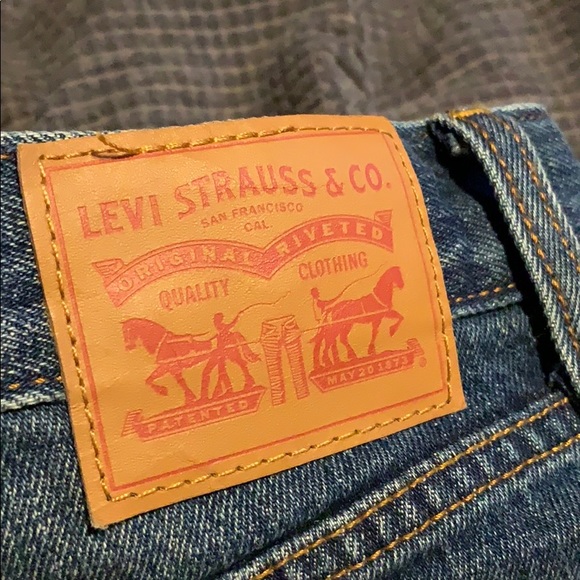 LEVI STRAUSS & CO.
SAN FRANCISCO
CAL.
ORIGINAL RIVETED
QUALITY CLOTHING
PATENTED MAY 20 1873
®